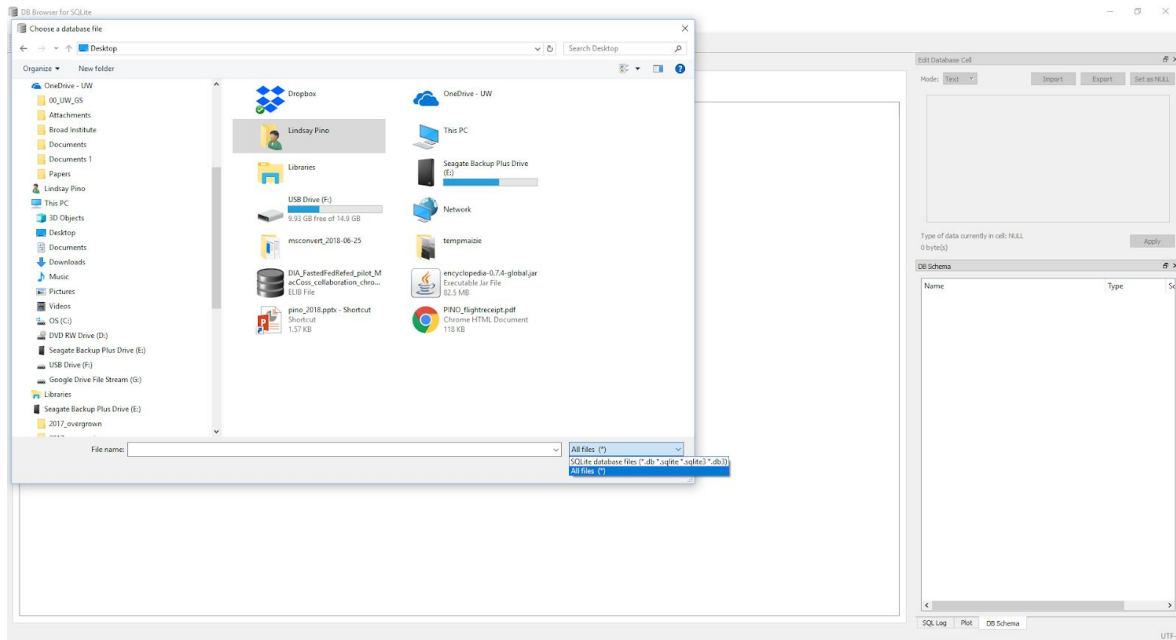 DB Browser for SQLite
Choose a database file
Desktop
Search Desktop
Organize
New folder
OneDrive - UW
00_UW_GS
Attachments
Broad Institute
Documents
Documents 1
Papers
Lindsay Pino
This PC
3D Objects
Desktop
Documents
Downloads
Music
Pictures
Videos
OS (C:)
DVD RW Drive (D:)
Seagate Backup Plus Drive (E:)
USB Drive (F:)
Google Drive File Stream (G:)
Libraries
Seagate Backup Plus Drive (E:)
2017_overgrown
Dropbox
OneDrive - UW
Lindsay Pino
This PC
Libraries
Seagate Backup Plus Drive
(E:)
USB Drive (F:)
9.93 GB free of 14.9 GB
Network
msconvert_2018-06-25
tempmaizie
DIA_FastedFedRefed_pilot_M
acCoss_collaboration_chro...
ELIB File
encyclopedia-0.7.4-global.jar
Executable Jar File
82.5 MB
pino_2018.pptx - Shortcut
Shortcut
1.57 KB
PINO_flightreceipt.pdf
Chrome HTML Document
118 KB
File name:
All files (*)
SQLite database files (*.db *.sqlite *.sqlite3 *.db3)
All files (*)
Edit Database Cell
Mode: Text
Import
Export
Set as NULL
Type of data currently in cell: NULL
0 byte(s)
Apply
DB Schema
Name
Type
SQL Log
Plot
DB Schema